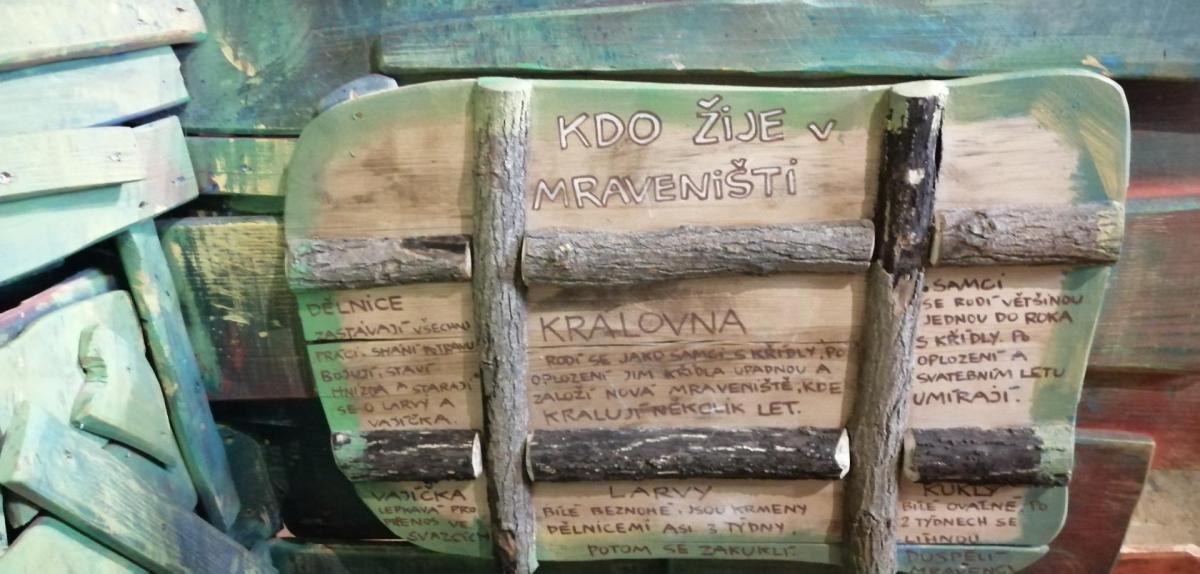 KDO ŽIJE V
MRAVENiŠTi
DĚLNICE
ZASTÁVAJÍ VŠECHNU
PRÁCI. SHÁNÍ POTRAVU
BOJUJÍ, STAVÍ
HNÍZDA A STARAJÍ
SE O LARVY A
VAJÍČKA.
KRALOVNA
RODÍ SE JAKO SAMCI S KŘÍDLY. PO
OPLOZENÍ JIM KŘÍDLA UPADNOU A
ZALOŽÍ NOVÁ MRAVENIŠTĚ, KDE
KRALUJÍ NĚKOLIK LET.
SAMCI
SE RODÍ VĚTŠINOU
JEDNOU DO ROKA
S KŘÍDLY. PO
OPLOZENÍ A
SVATEBNÍM LETU
UMÍRAJÍ.
VAJÍČKA
LEPKAVÁ PRO
PŘENOS VE
SVAZCÍCH
LARVY
BÍLÉ BEZNOHÉ, JSOU KRMENY
DĚLNICEMI ASI 3 TÝDNY,
POTOM SE ZAKUKLÍ
KUKLY
BÍLÉ OVÁLNÉ, PO
2 TÝDNECH SE
LÍHNOU
DOSPĚLÍ
MRAVENCI